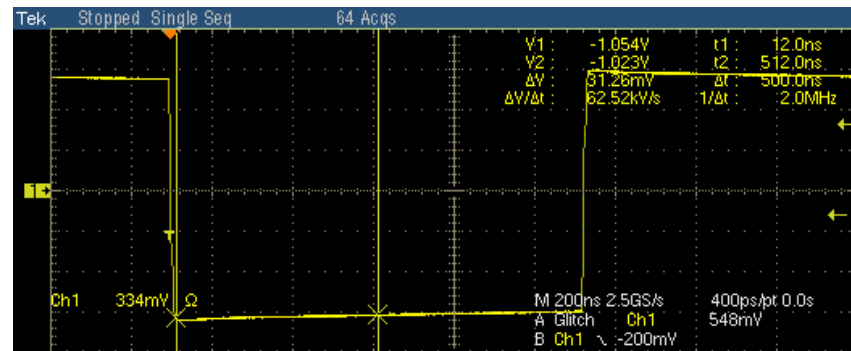 Tek Stopped Single Seq 64 Acqs
V1 : -1.054V t1 : 12.0ns
V2 : -1.023V t2 : 512.0ns
ΔV : 31.26mV Δt : 500.0ns
ΔV/Δt : 62.52kV/s 1/Δt : 2.0MHz
1
T
Ch1 334mV Ω M 200ns 2.5GS/s 400ps/pt 0.0s
A Glitch Ch1 548mV
B Ch1 \ -200mV